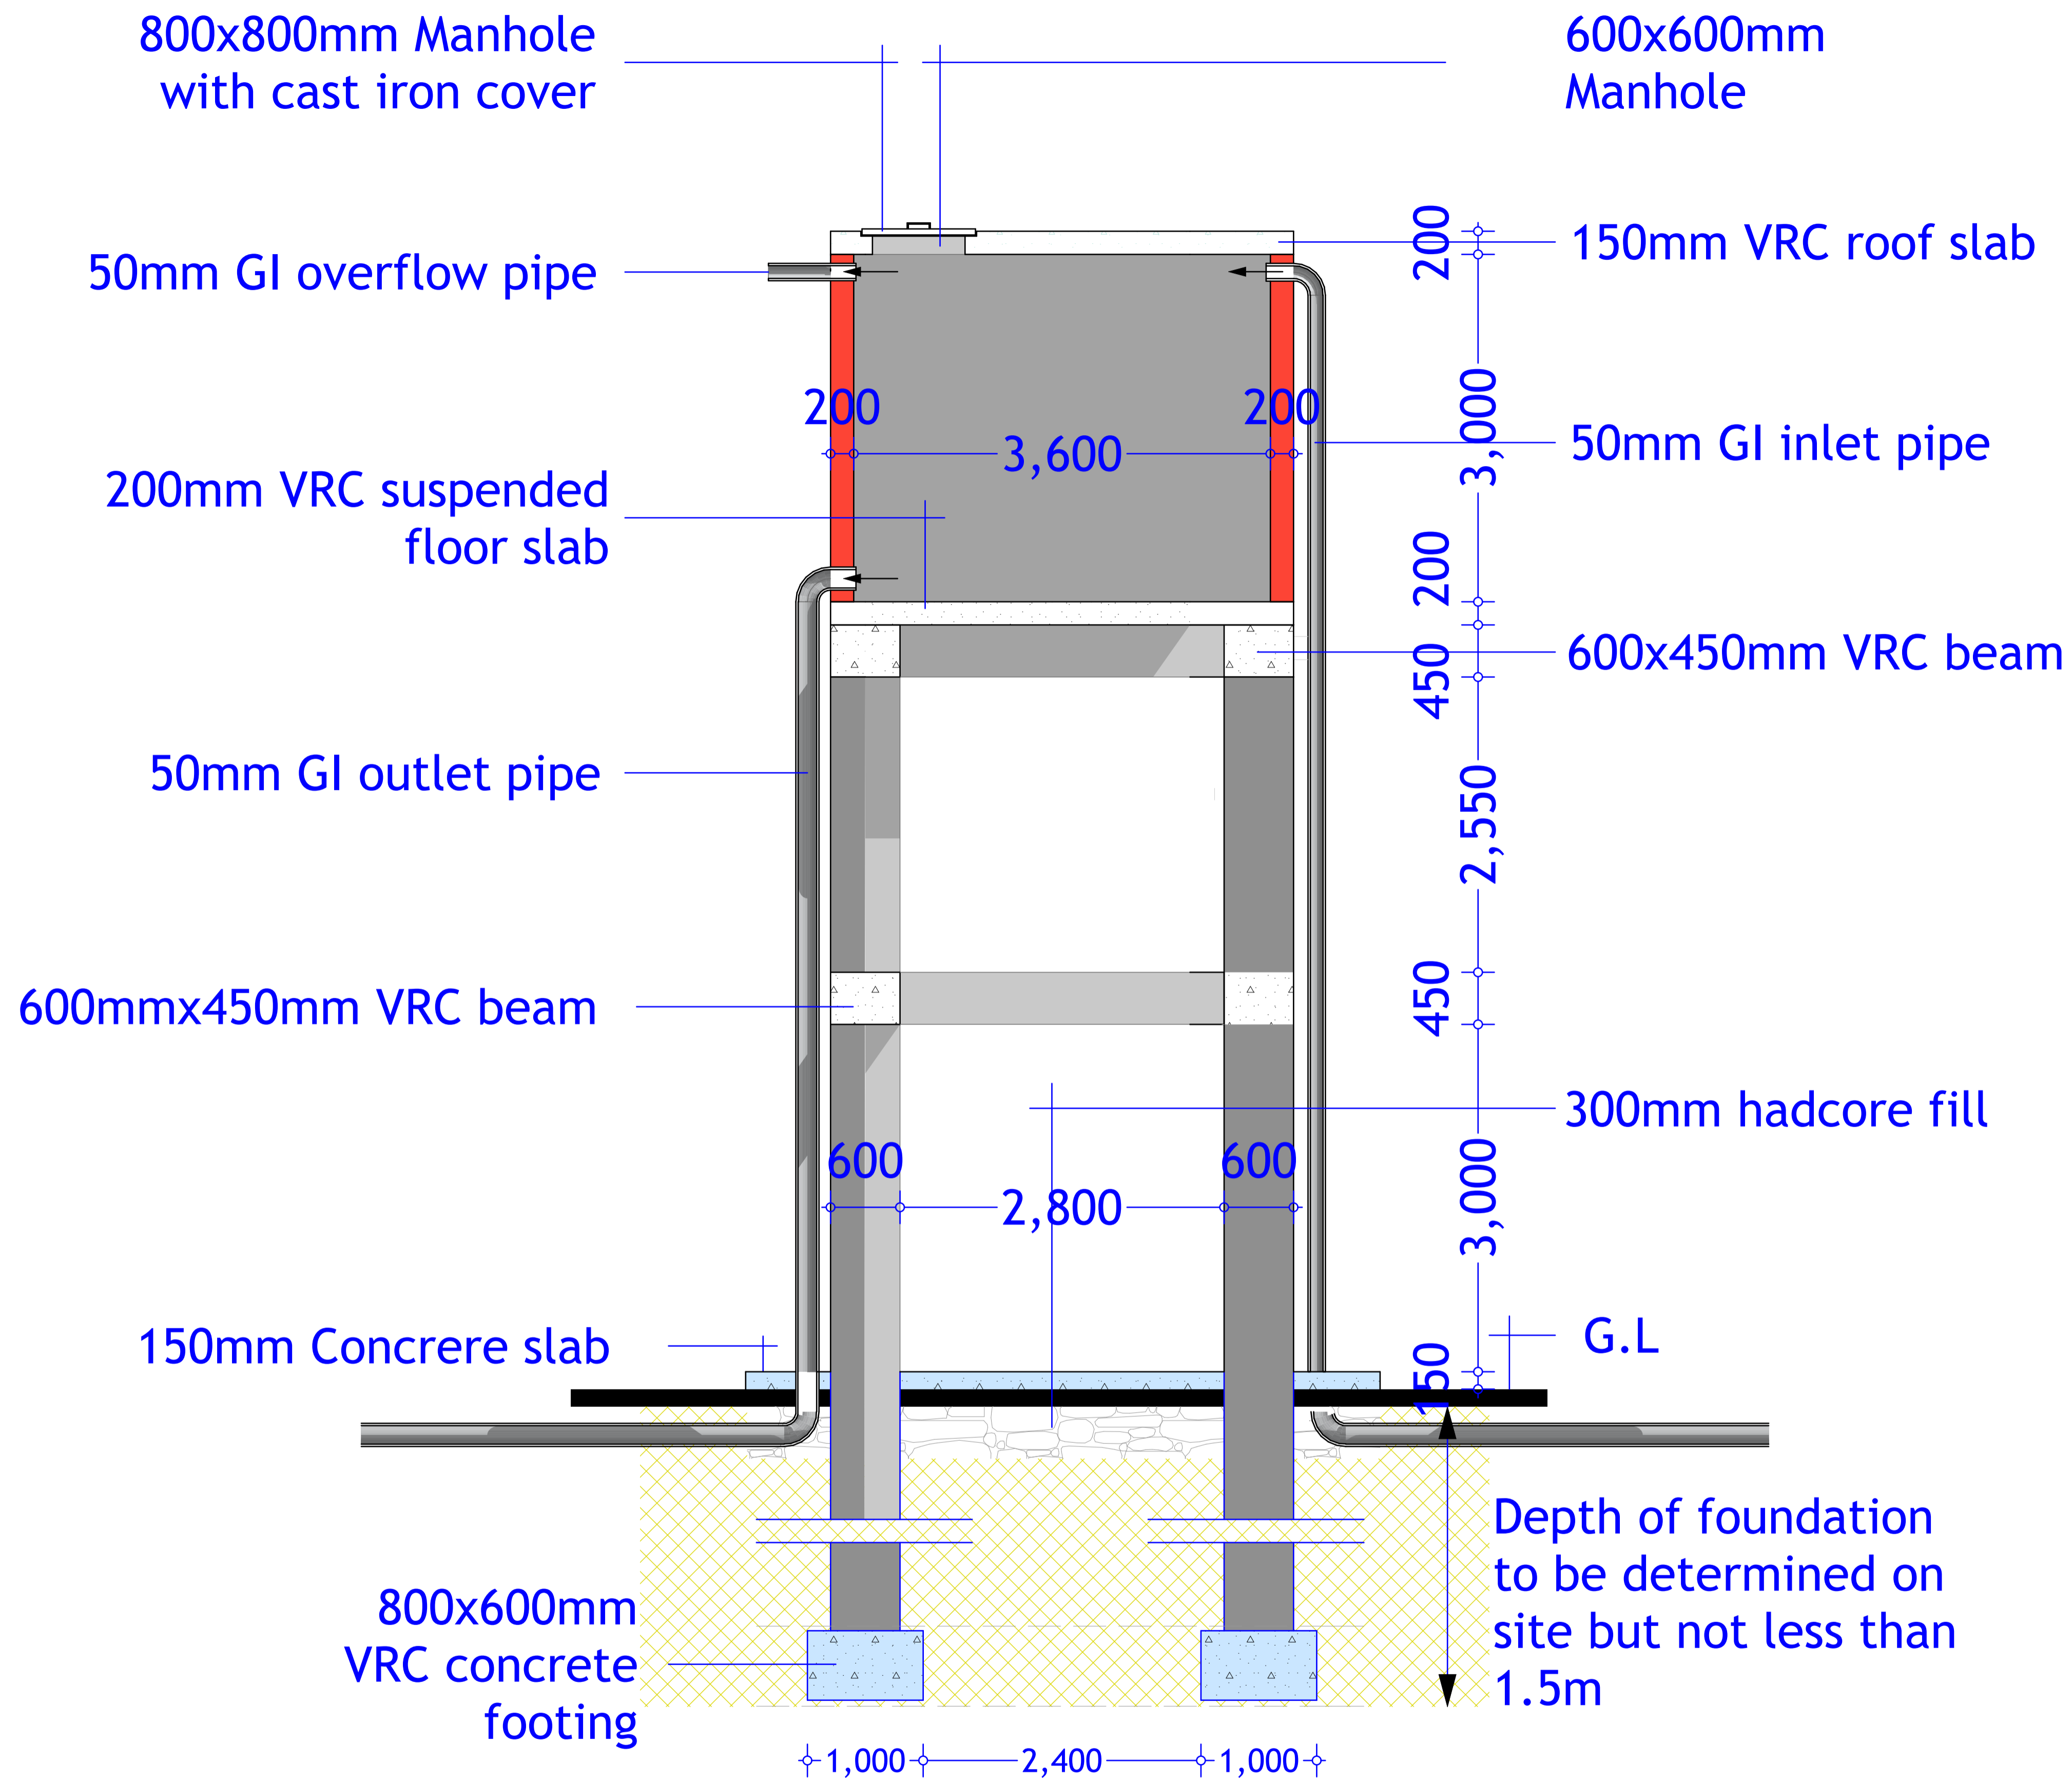 800x800mm Manhole
with cast iron cover
600x600mm
Manhole
200
150mm VRC roof slab
50mm GI overflow pipe
200
200
3,600
3,000
50mm GI inlet pipe
200mm VRC suspended
floor slab
200
450
600x450mm VRC beam
50mm GI outlet pipe
2,550
600mmx450mm VRC beam
450
300mm hadcore fill
600
600
2,800
3,000
150mm Concrere slab
G.L
150
Depth of foundation
to be determined on
site but not less than
1.5m
800x600mm
VRC concrete
footing
1,000
2,400
1,000